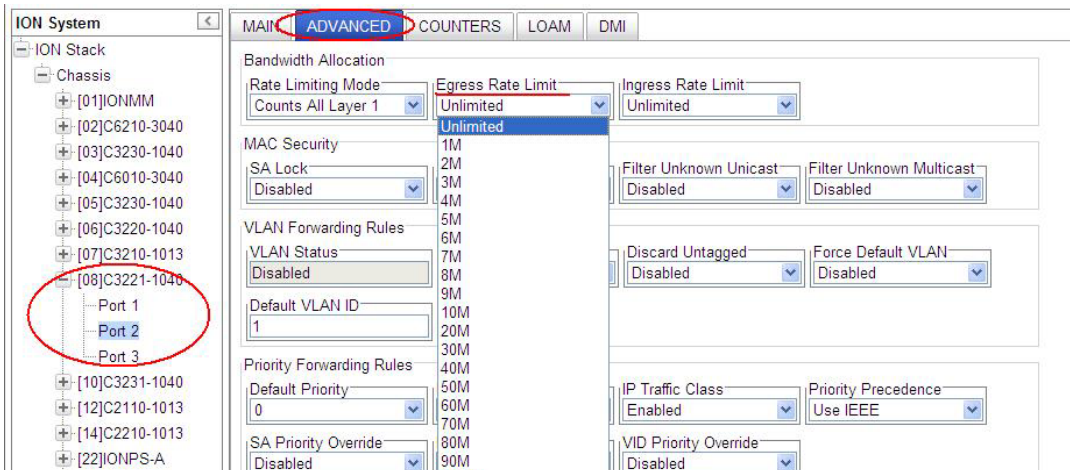 ION System
ION Stack
Chassis
[01]IONMM
[02]C6210-3040
[03]C3230-1040
[04]C6010-3040
[05]C3230-1040
[06]C3220-1040
[07]C3210-1013
[08]C3221-1040
Port 1
Port 2
Port 3
[10]C3231-1040
[12]C2110-1013
[14]C2210-1013
[22]IONPS-A
MAIN ADVANCED COUNTERS LOAM DMI
Bandwidth Allocation
Rate Limiting Mode Egress Rate Limit Ingress Rate Limit
Counts All Layer 1 Unlimited Unlimited
Unlimited
1M
2M
3M
4M
5M
6M
7M
8M
9M
10M
20M
30M
40M
50M
60M
70M
80M
90M
MAC Security
SA Lock Filter Unknown Unicast Filter Unknown Multicast
Disabled Disabled Disabled
VLAN Forwarding Rules
VLAN Status Discard Untagged Force Default VLAN
Disabled Disabled Disabled
Default VLAN ID
1
Priority Forwarding Rules
Default Priority IP Traffic Class Priority Precedence
0 Enabled Use IEEE
SA Priority Override VID Priority Override
Disabled Disabled